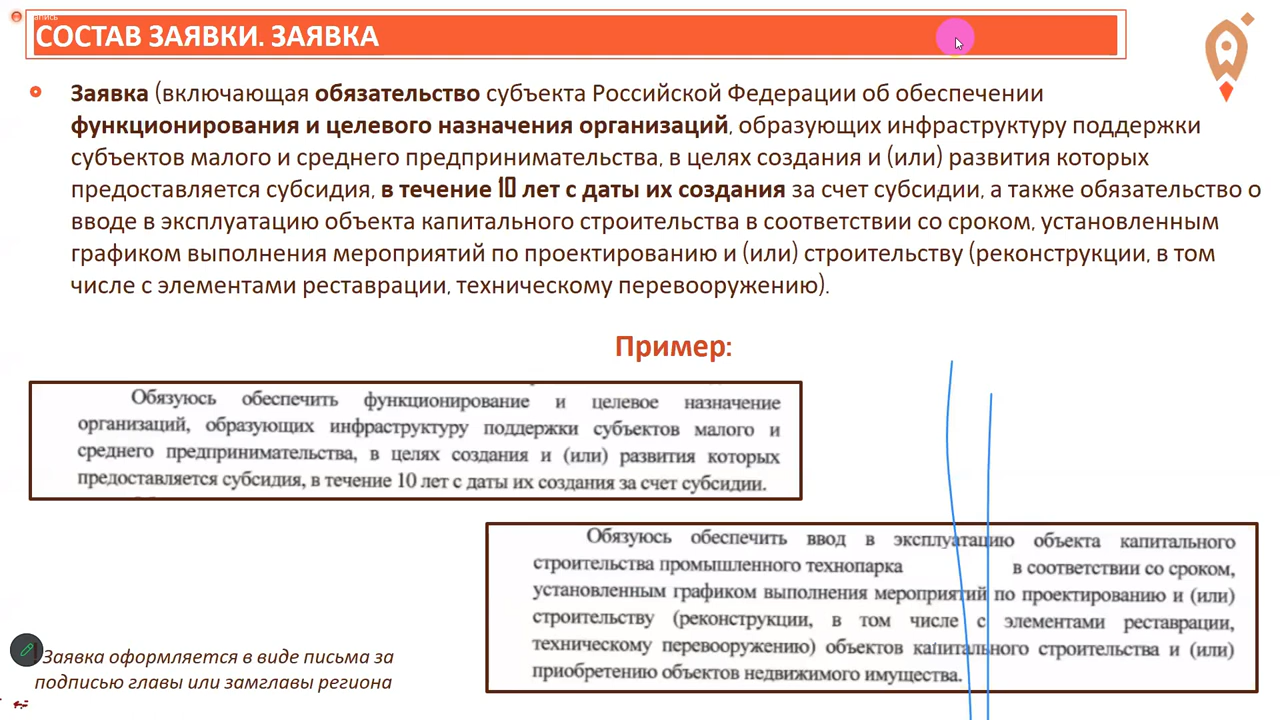 запись
СОСТАВ ЗАЯВКИ. ЗАЯВКА
Заявка (включающая обязательство субъекта Российской Федерации об обеспечении
функционирования и целевого назначения организаций, образующих инфраструктуру поддержки
субъектов малого и среднего предпринимательства, в целях создания и (или) развития которых
предоставляется субсидия, в течение 10 лет с даты их создания за счет субсидии, а также обязательство о
вводе в эксплуатацию объекта капитального строительства в соответствии со сроком, установленным
графиком выполнения мероприятий по проектированию и (или) строительству (реконструкции, в том
числе с элементами реставрации, техническому перевооружению).
Пример:
Обязуюсь обеспечить функционирование и целевое назначение
организаций, образующих инфраструктуру поддержки субъектов малого и
среднего предпринимательства, в целях создания и (или) развития которых
предоставляется субсидия, в течение 10 лет с даты их создания за счет субсидии.
Обязуюсь обеспечить ввод в эксплуатацию объекта капитального
строительства промышленного технопарка в соответствии со сроком,
установленным графиком выполнения мероприятий по проектированию и (или)
строительству (реконструкции, в том числе с элементами реставрации,
техническому перевооружению) объектов капитального строительства и (или)
приобретению объектов недвижимого имущества.
Заявка оформляется в виде письма за
подписью главы или замглавы региона